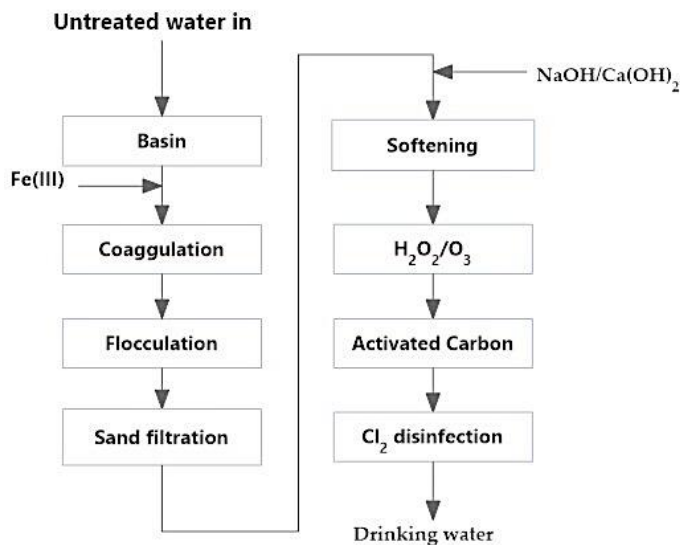 Untreated water in
Basin
Fe(III)
Coaggulation
Flocculation
Sand filtration
NaOH/Ca(OH)2
Softening
H2O2/O3
Activated Carbon
Cl2 disinfection
Drinking water